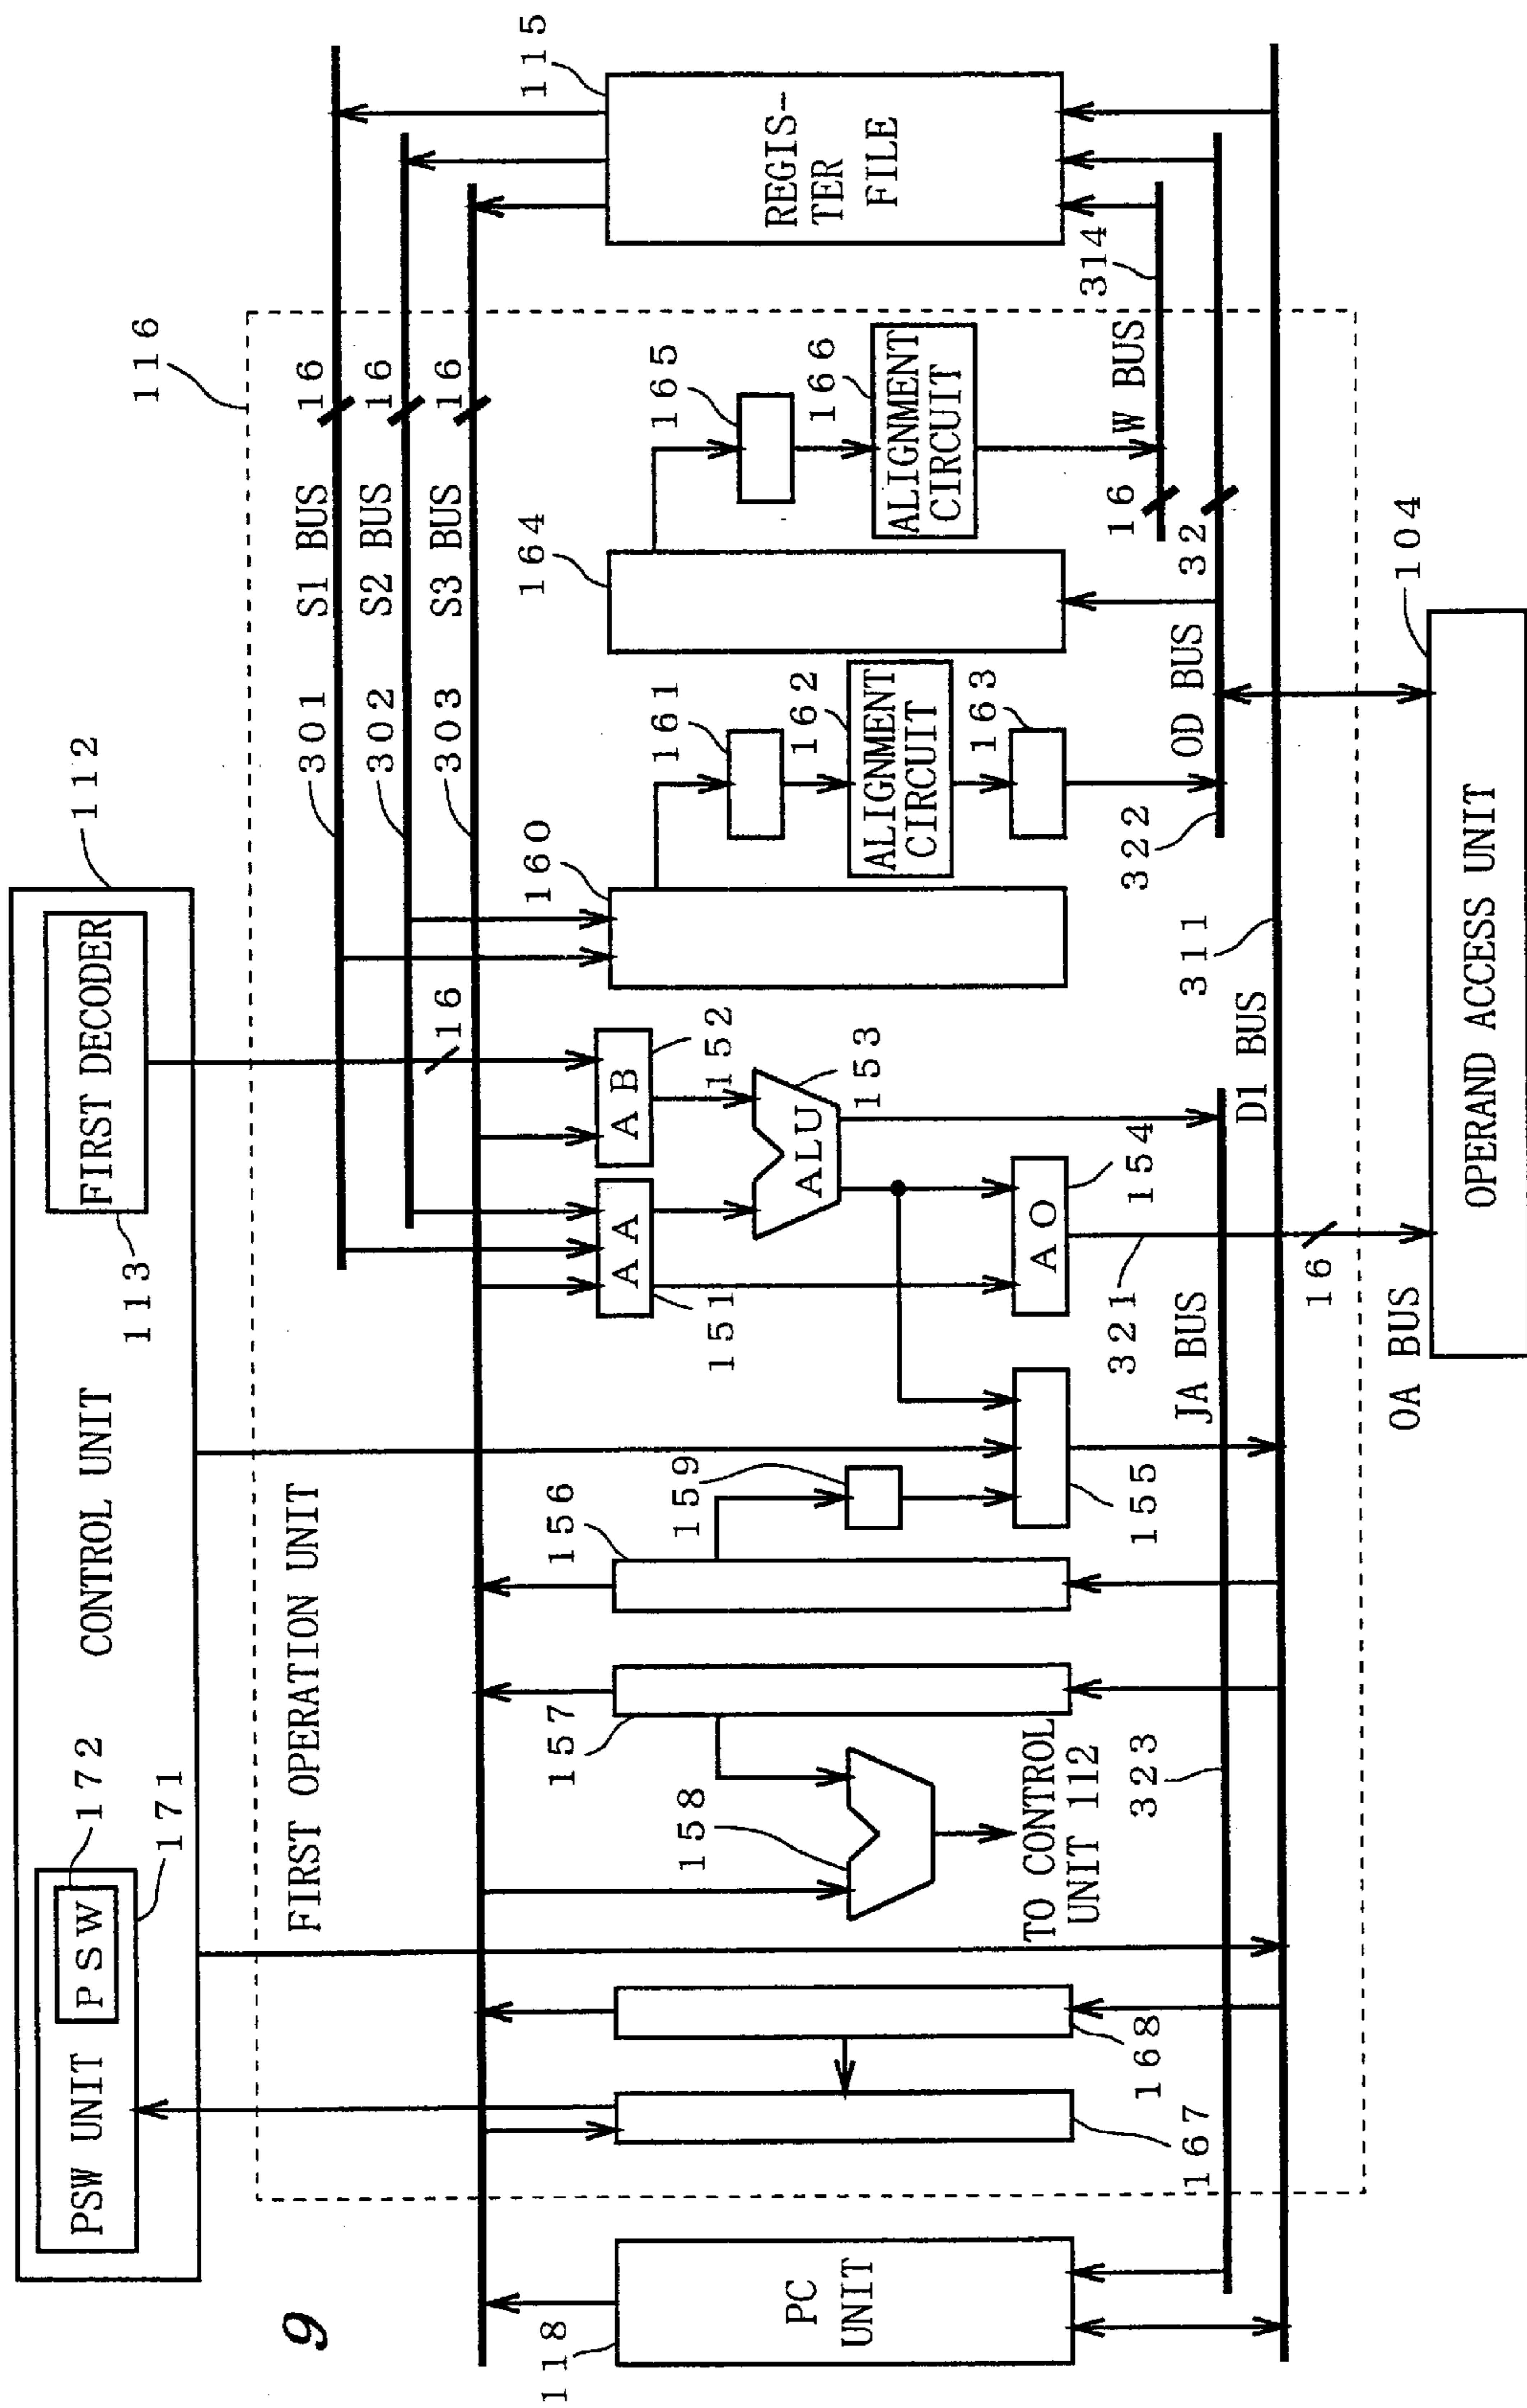 9
CONTROL UNIT
112
PSW UNIT
PSW
172
171
FIRST DECODER
113
116
FIRST OPERATION UNIT
301
S1 BUS
16
302
S2 BUS
16
303
S3 BUS
16
16
118
PC
UNIT
167
168
158
TO CONTROL
UNIT 112
157
156
159
155
AA
151
AB
152
ALU
153
AO
154
160
161
ALIGNMENT
CIRCUIT
162
163
164
165
ALIGNMENT
CIRCUIT
166
REGIS-
TER
FILE
115
W BUS
314
16
OD BUS
322
32
JA BUS
323
D1 BUS
311
321
16
OA BUS
OPERAND ACCESS UNIT
104